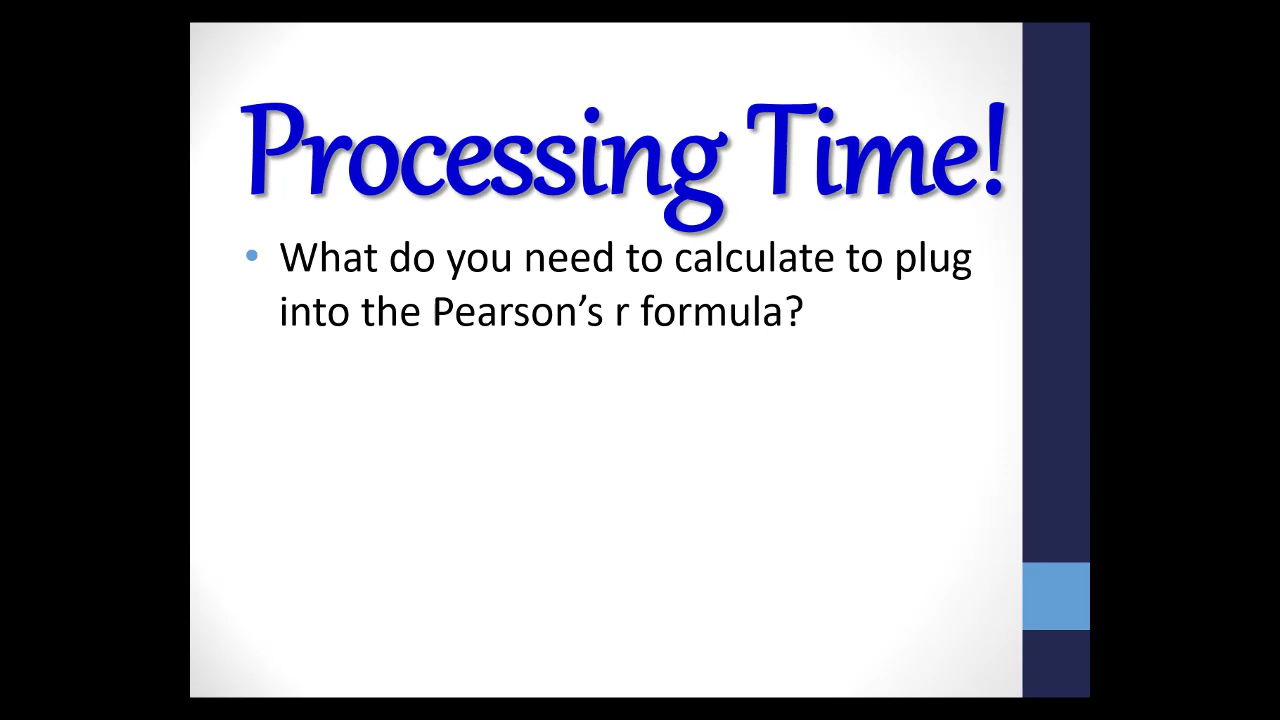 Processing Time!
• What do you need to calculate to plug
into the Pearson’s r formula?